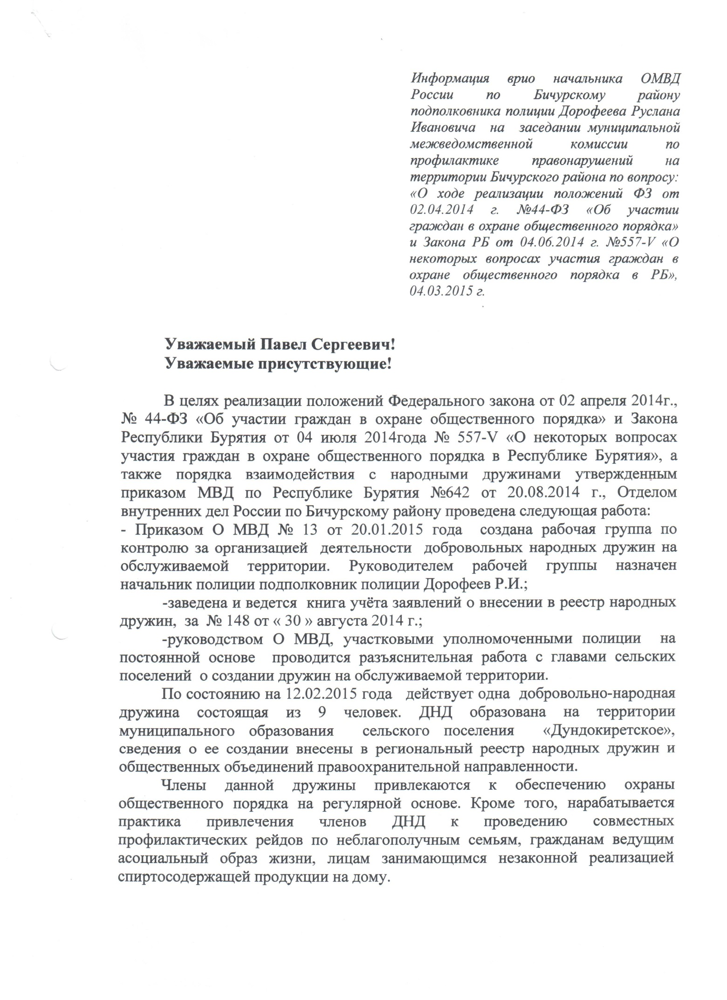 Информация врио начальника ОМВД
России по Бичурскому району
подполковника полиции Дорофеева Руслана
Ивановича на заседании муниципальной
межведомственной комиссии по
профилактике правонарушений на
территории Бичурского района по вопросу:
«О ходе реализации положений ФЗ от
02.04.2014 г. №44-ФЗ «Об участии
граждан в охране общественного порядка»
и Закона РБ от 04.06.2014 г. №557-V «О
некоторых вопросах участия граждан в
охране общественного порядка в РБ»,
04.03.2015 г.
Уважаемый Павел Сергеевич!
Уважаемые присутствующие!
В целях реализации положений Федерального закона от 02 апреля 2014г.,
№ 44-ФЗ «Об участии граждан в охране общественного порядка» и Закона
Республики Бурятия от 04 июля 2014года № 557-V «О некоторых вопросах
участия граждан в охране общественного порядка в Республике Бурятия», а
также порядка взаимодействия с народными дружинами утвержденным
приказом МВД по Республике Бурятия №642 от 20.08.2014 г., Отделом
внутренних дел России по Бичурскому району проведена следующая работа:
- Приказом О МВД № 13 от 20.01.2015 года создана рабочая группа по
контролю за организацией деятельности добровольных народных дружин на
обслуживаемой территории. Руководителем рабочей группы назначен
начальник полиции подполковник полиции Дорофеев Р.И.;
-заведена и ведется книга учёта заявлений о внесении в реестр народных
дружин, за № 148 от « 30 » августа 2014 г.;
-руководством О МВД, участковыми уполномоченными полиции на
постоянной основе проводится разъяснительная работа с главами сельских
поселений о создании дружин на обслуживаемой территории.
По состоянию на 12.02.2015 года действует одна добровольно-народная
дружина состоящая из 9 человек. ДНД образована на территории
муниципального образования сельского поселения «Дундокиретское»,
сведения о ее создании внесены в региональный реестр народных дружин и
общественных объединений правоохранительной направленности.
Члены данной дружины привлекаются к обеспечению охраны
общественного порядка на регулярной основе. Кроме того, нарабатывается
практика привлечения членов ДНД к проведению совместных
профилактических рейдов по неблагополучным семьям, гражданам ведущим
асоциальный образ жизни, лицам занимающимся незаконной реализацией
спиртосодержащей продукции на дому.